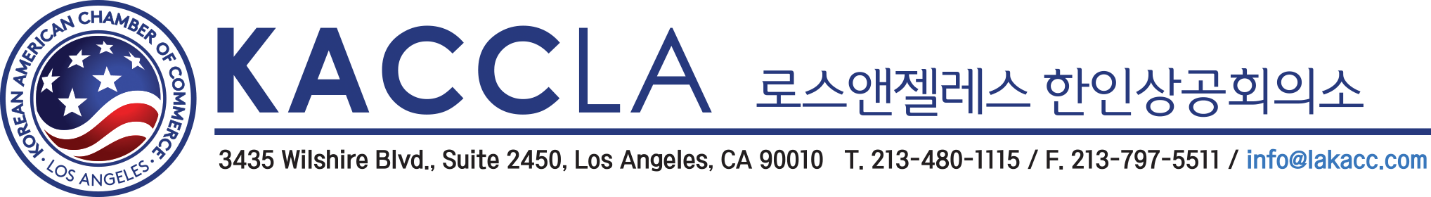 KOREAN AMERICAN CHAMBER OF COMMERCE
· LOS ANGELES ·
KACCLA 로스앤젤레스 한인상공회의소
3435 Wilshire Blvd., Suite 2450, Los Angeles, CA 90010 T. 213-480-1115 / F. 213-797-5511 / info@lakacc.com